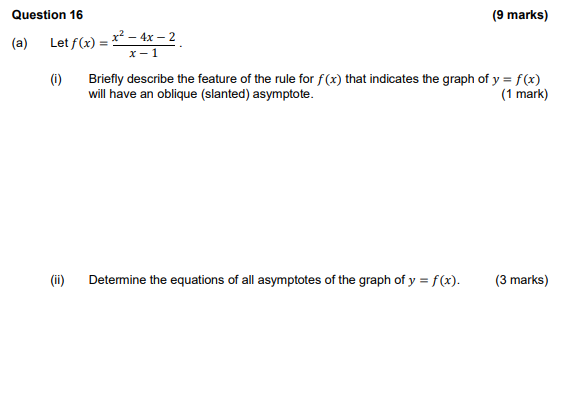 Question 16 (9 marks)
(a) Let f(x) = (x² − 4x − 2)/(x − 1) .
(i) Briefly describe the feature of the rule for f(x) that indicates the graph of y = f(x)
will have an oblique (slanted) asymptote. (1 mark)
(ii) Determine the equations of all asymptotes of the graph of y = f(x). (3 marks)